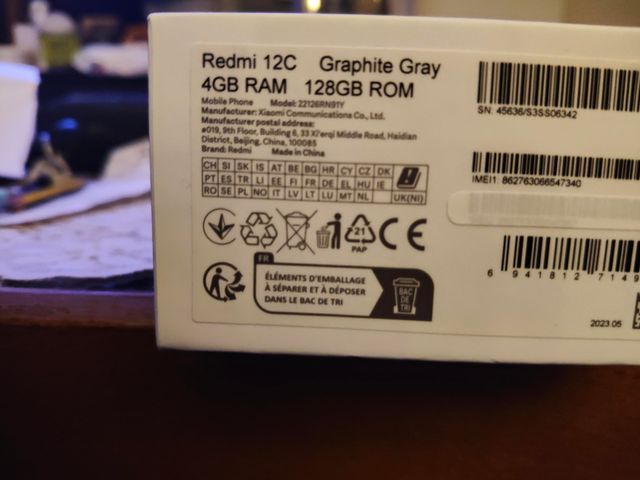 Redmi 12C Graphite Gray
4GB RAM 128GB ROM
Mobile Phone Model: 22126RN91Y
Manufacturer: Xiaomi Communications Co., Ltd.
Manufacturer postal address:
#019, 9th Floor, Building 6, 33 Xi'erqi Middle Road, Haidian
District, Beijing, China, 100085
Brand: Redmi Made in China
CH SI SK IS AT BE BG HR CY CZ DK
PT ES TR LI EE FI FR DE EL HU IE
RO SE PL NO IT LV LT LU MT NL UK(NI)
21
PAP
CE
FR
ÉLÉMENTS D'EMBALLAGE
À SÉPARER ET À DÉPOSER
DANS LE BAC DE TRI
BAC
DE
TRI
SN: 45636/S3SS06342
IMEI1: 862763066547340
6 941812 7149
2023.05